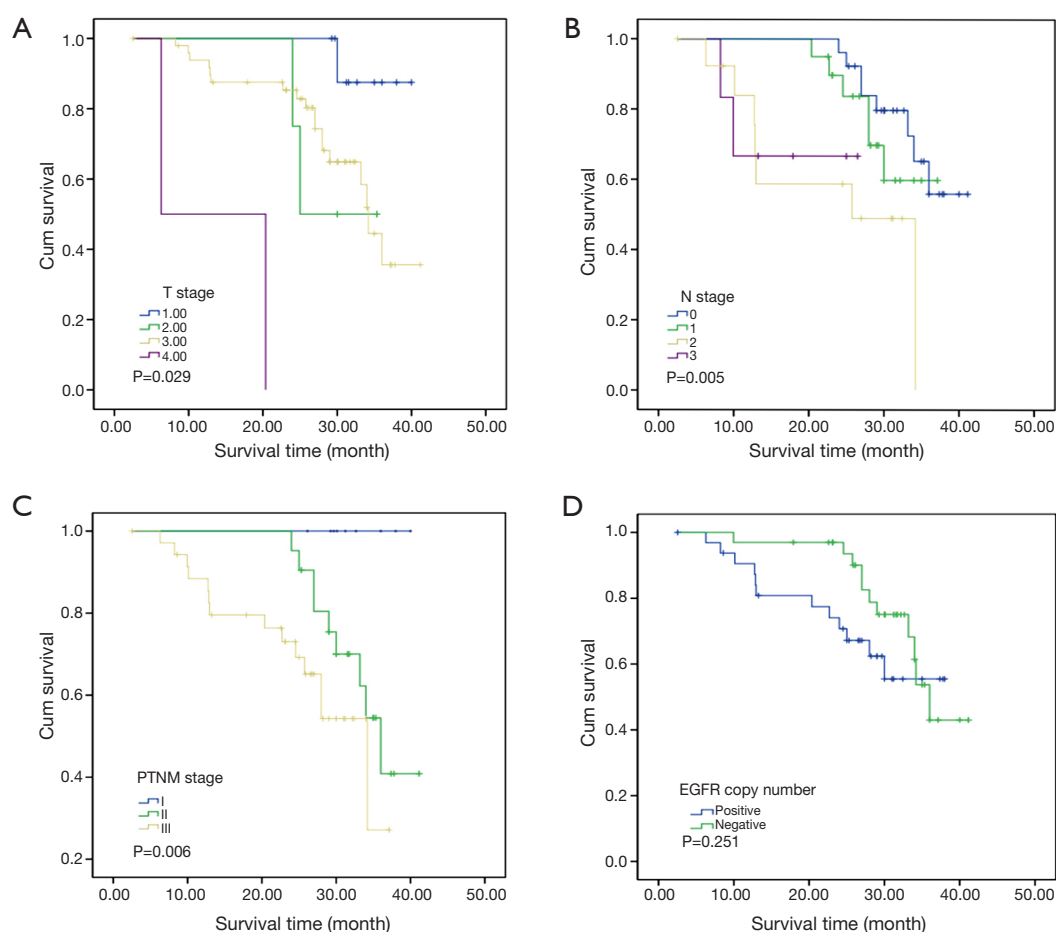 A
1.0
0.8
0.6
0.4
0.2
0.0
Cum survival
T stage
1.00
2.00
3.00
4.00
P=0.029
0.00 10.00 20.00 30.00 40.00 50.00
Survival time (month)
B
1.0
0.8
0.6
0.4
0.2
0.0
Cum survival
N stage
0
1
2
3
P=0.005
0.00 10.00 20.00 30.00 40.00 50.00
Survival time (month)
C
1.0
0.8
0.6
0.4
0.2
Cum survival
PTNM stage
I
II
III
P=0.006
0.00 10.00 20.00 30.00 40.00 50.00
Survival time (month)
D
1.0
0.8
0.6
0.4
0.2
0.0
Cum survival
EGFR copy number
Positive
Negative
P=0.251
0.00 10.00 20.00 30.00 40.00 50.00
Survival time (month)